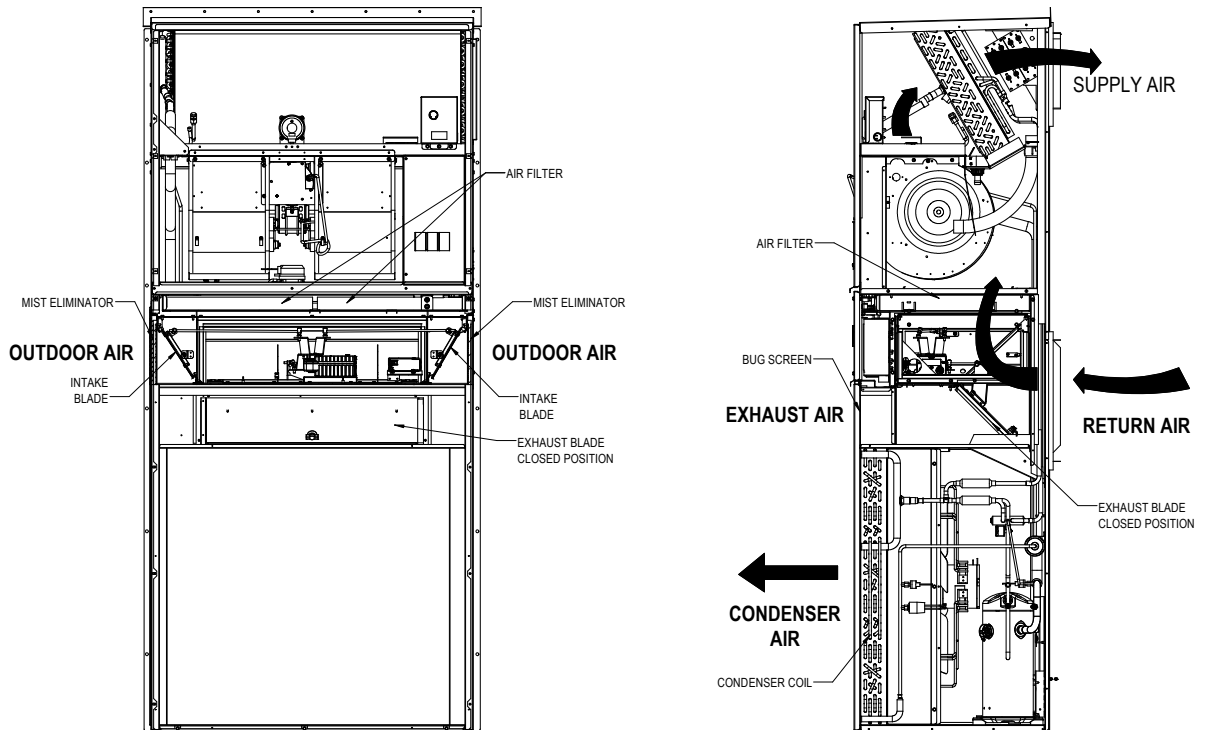 AIR FILTER
MIST ELIMINATOR
MIST ELIMINATOR
OUTDOOR AIR
OUTDOOR AIR
INTAKE
BLADE
INTAKE
BLADE
EXHAUST BLADE
CLOSED POSITION
SUPPLY AIR
AIR FILTER
BUG SCREEN
EXHAUST AIR
RETURN AIR
EXHAUST BLADE
CLOSED POSITION
CONDENSER
AIR
CONDENSER COIL